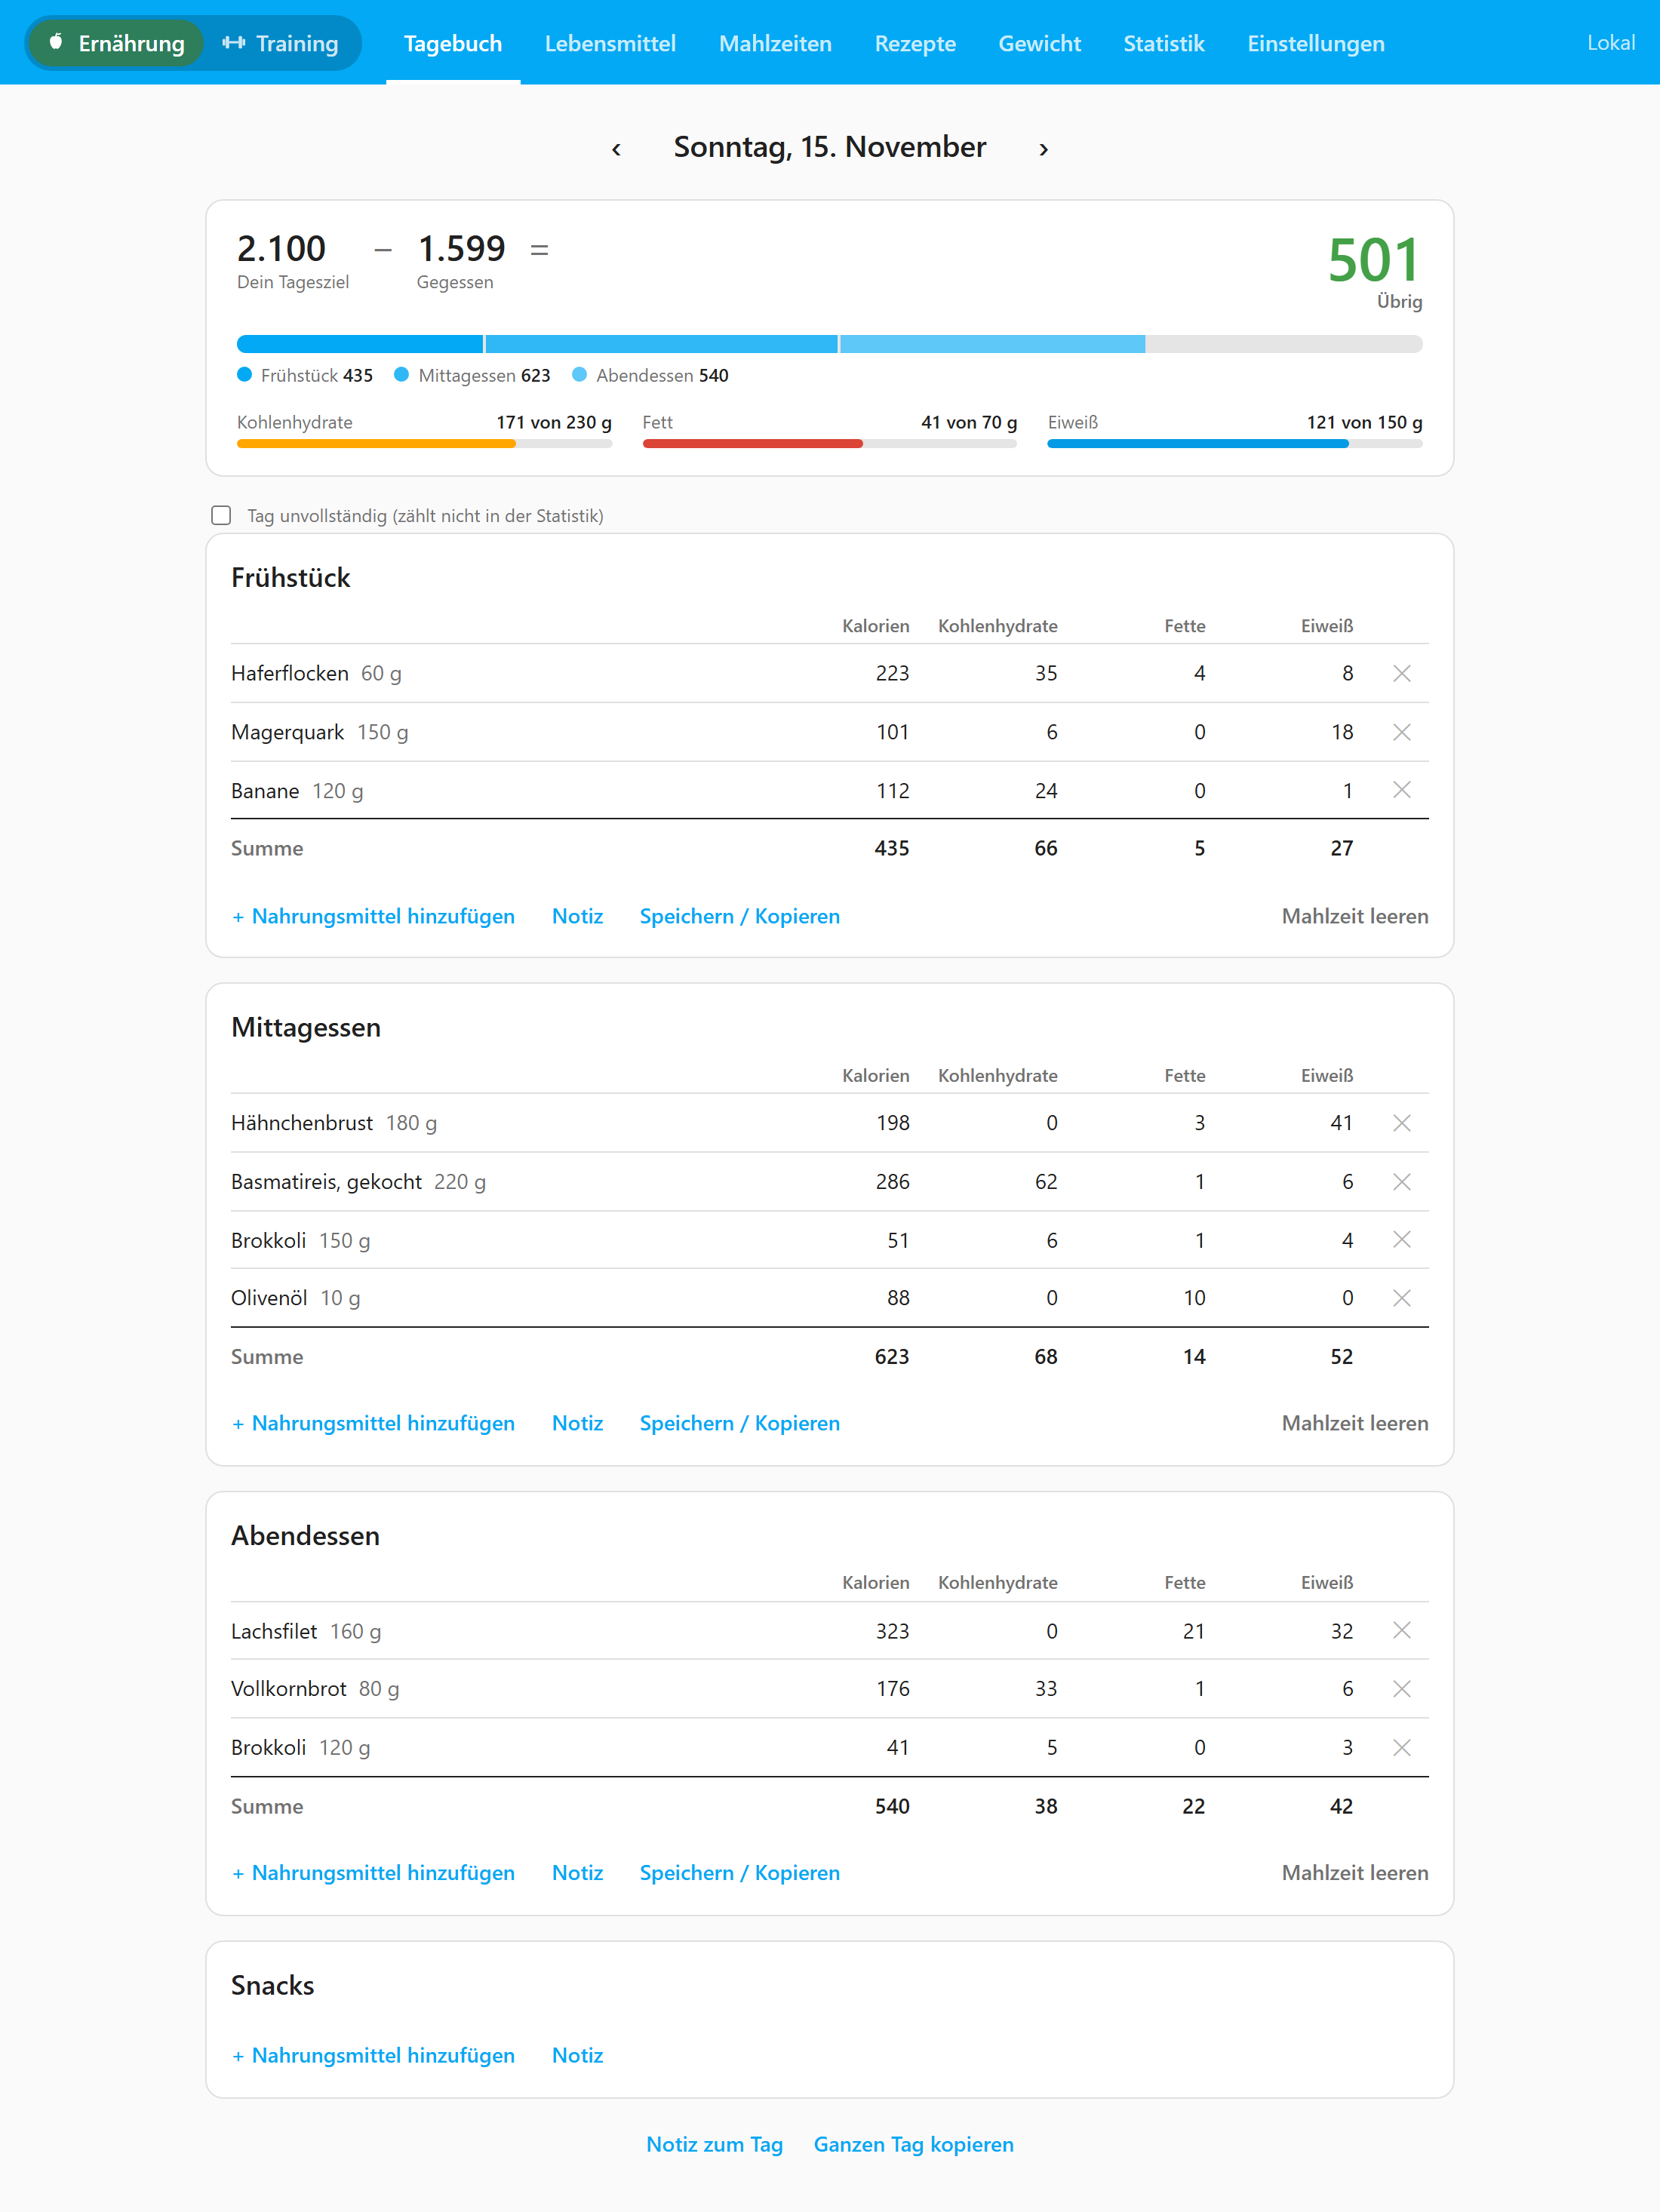 Ernährung Training Tagebuch Lebensmittel Mahlzeiten Rezepte Gewicht Statistik Einstellungen Lokal
‹ Sonntag, 15. November ›
2.100 – 1.599 = 501
Dein Tagesziel Gegessen Übrig
Frühstück 435 Mittagessen 623 Abendessen 540
Kohlenhydrate 171 von 230 g Fett 41 von 70 g Eiweiß 121 von 150 g
Tag unvollständig (zählt nicht in der Statistik)
Frühstück
Kalorien Kohlenhydrate Fette Eiweiß
Haferflocken 60 g 223 35 4 8
Magerquark 150 g 101 6 0 18
Banane 120 g 112 24 0 1
Summe 435 66 5 27
+ Nahrungsmittel hinzufügen Notiz Speichern / Kopieren Mahlzeit leeren
Mittagessen
Kalorien Kohlenhydrate Fette Eiweiß
Hähnchenbrust 180 g 198 0 3 41
Basmatireis, gekocht 220 g 286 62 1 6
Brokkoli 150 g 51 6 1 4
Olivenöl 10 g 88 0 10 0
Summe 623 68 14 52
+ Nahrungsmittel hinzufügen Notiz Speichern / Kopieren Mahlzeit leeren
Abendessen
Kalorien Kohlenhydrate Fette Eiweiß
Lachsfilet 160 g 323 0 21 32
Vollkornbrot 80 g 176 33 1 6
Brokkoli 120 g 41 5 0 3
Summe 540 38 22 42
+ Nahrungsmittel hinzufügen Notiz Speichern / Kopieren Mahlzeit leeren
Snacks
+ Nahrungsmittel hinzufügen Notiz
Notiz zum Tag Ganzen Tag kopieren